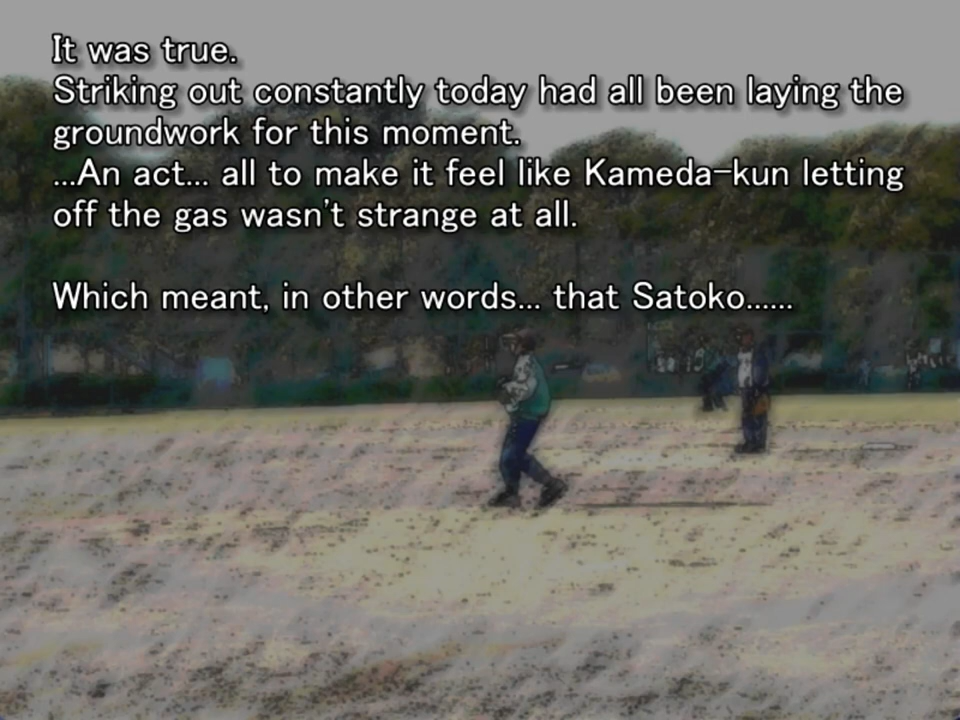 It was true.
Striking out constantly today had all been laying the
groundwork for this moment.
...An act... all to make it feel like Kameda-kun letting
off the gas wasn't strange at all.
Which meant, in other words... that Satoko......